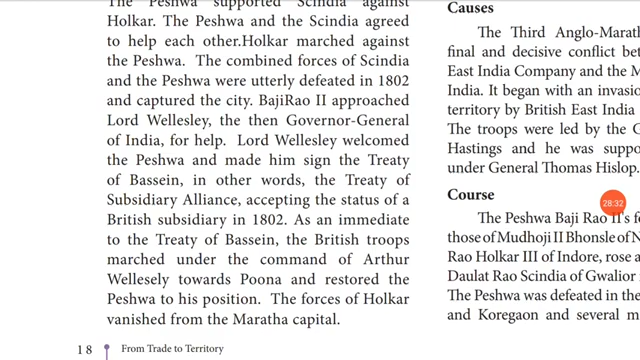 The Peshwa supported Scindia against
Holkar. The Peshwa and the Scindia agreed
to help each other.Holkar marched against
the Peshwa. The combined forces of Scindia
and the Peshwa were utterly defeated in 1802
and captured the city. BajiRao II approached
Lord Wellesley, the then Governor-General
of India, for help. Lord Wellesley welcomed
the Peshwa and made him sign the Treaty
of Bassein, in other words, the Treaty of
Subsidiary Alliance, accepting the status of a
British subsidiary in 1802. As an immediate
to the Treaty of Bassein, the British troops
marched under the command of Arthur
Wellesely towards Poona and restored the
Peshwa to his position. The forces of Holkar
vanished from the Maratha capital.
18 From Trade to Territory
Causes
The Third Anglo-Marath
final and decisive conflict bet
East India Company and the M
India. It began with an invasio
territory by British East India
The troops were led by the G
Hastings and he was suppo
under General Thomas Hislop.
Course
28:32
The Peshwa Baji Rao II's fo
those of Mudhoji II Bhonsle of N
Rao Holkar III of Indore, rose a
Daulat Rao Scindia of Gwalior
The Peshwa was defeated in the
and Koregaon and several m